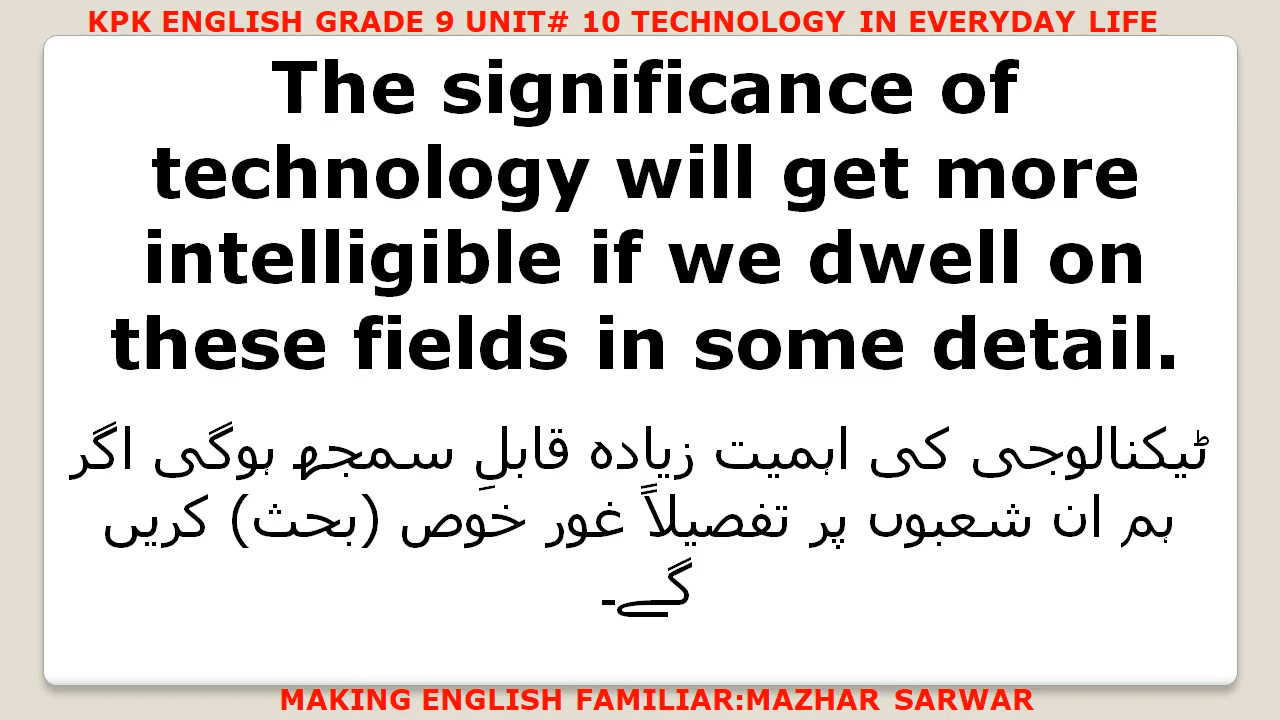 KPK ENGLISH GRADE 9 UNIT# 10 TECHNOLOGY IN EVERYDAY LIFE
The significance of
technology will get more
intelligible if we dwell on
these fields in some detail.
ٹیکنالوجی کی اہمیت زیادہ قابلِ سمجھ ہوگی اگر
ہم ان شعبوں پر تفصیلاً غور خوص (بحث) کریں
گے۔
MAKING ENGLISH FAMILIAR:MAZHAR SARWAR